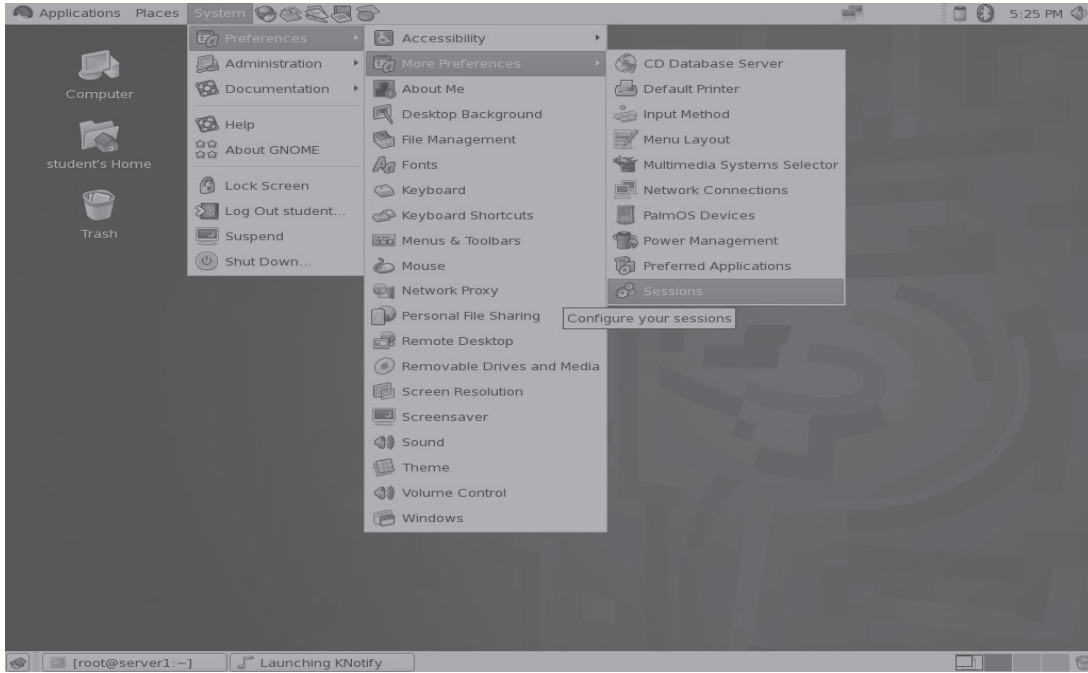 Applications Places System 5:25 PM
Computer
student's Home
Trash
Preferences
Administration
Documentation
Help
About GNOME
Lock Screen
Log Out student...
Suspend
Shut Down...
Accessibility
More Preferences
About Me
Desktop Background
File Management
Fonts
Keyboard
Keyboard Shortcuts
Menus & Toolbars
Mouse
Network Proxy
Personal File Sharing
Remote Desktop
Removable Drives and Media
Screen Resolution
Screensaver
Sound
Theme
Volume Control
Windows
CD Database Server
Default Printer
Input Method
Menu Layout
Multimedia Systems Selector
Network Connections
PalmOS Devices
Power Management
Preferred Applications
Sessions
Configure your sessions
[root@server1:~] Launching KNotify